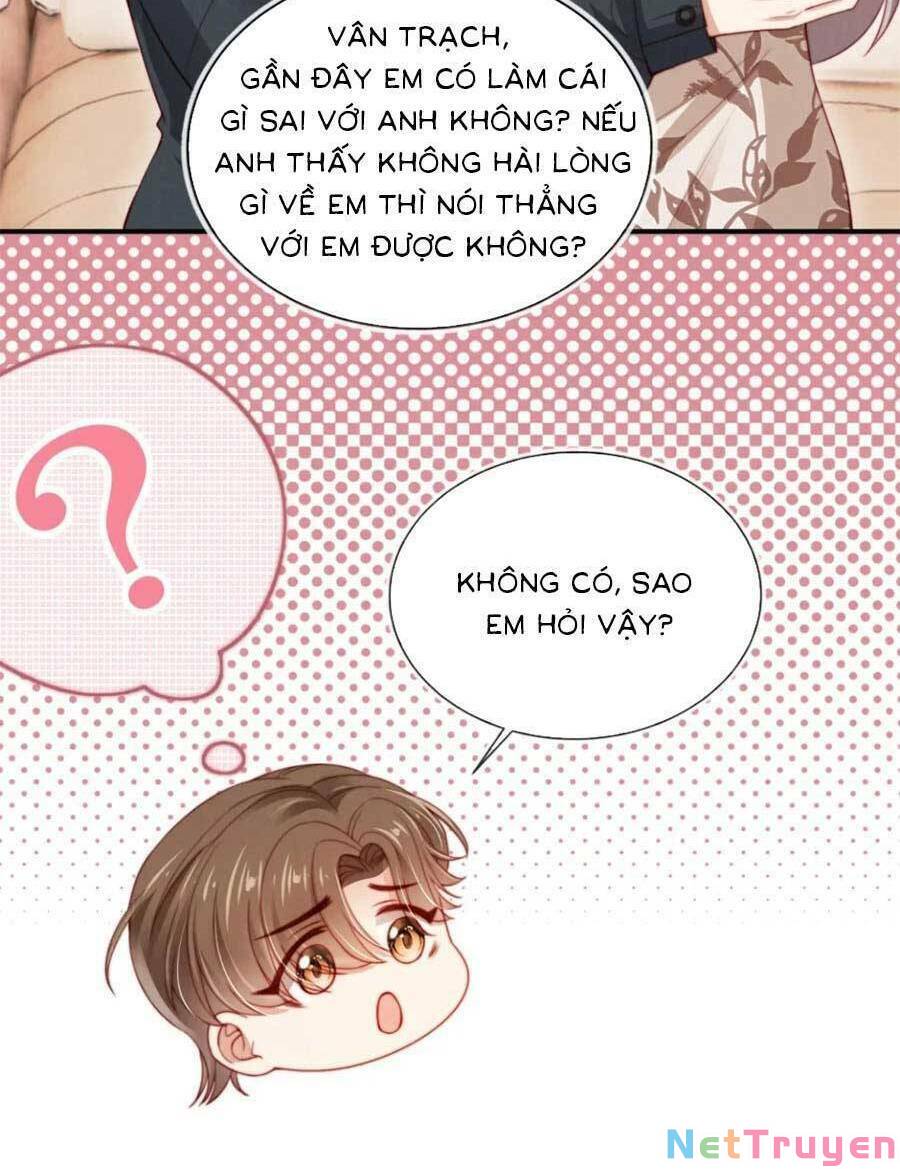 VÂN TRẠCH,
GẦN ĐÂY EM CÓ LÀM CÁI
GÌ SAI VỚI ANH KHÔNG? NẾU
ANH THẤY KHÔNG HÀI LÒNG
GÌ VỀ EM THÌ NÓI THẲNG
VỚI EM ĐƯỢC KHÔNG?
?
KHÔNG CÓ, SAO
EM HỎI VẬY?
NetTruyen